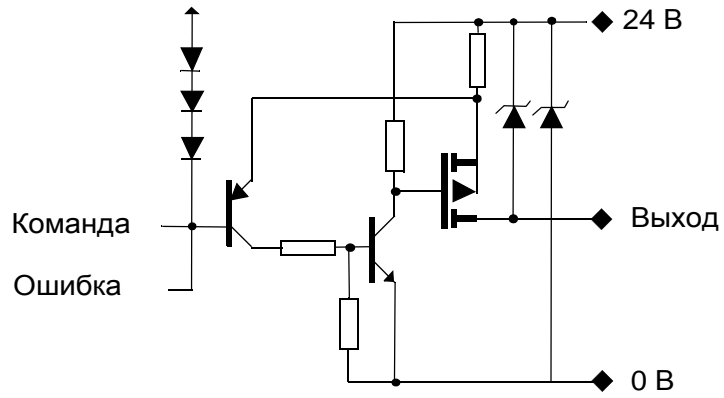 24 В
Команда
Выход
Ошибка
0 В